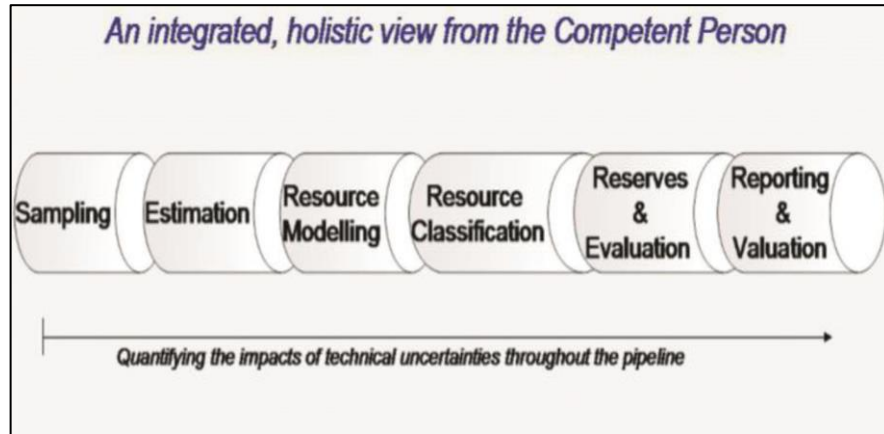 An integrated, holistic view from the Competent Person
Sampling
Estimation
Resource
Modelling
Resource
Classification
Reserves
&
Evaluation
Reporting
&
Valuation
Quantifying the impacts of technical uncertainties throughout the pipeline